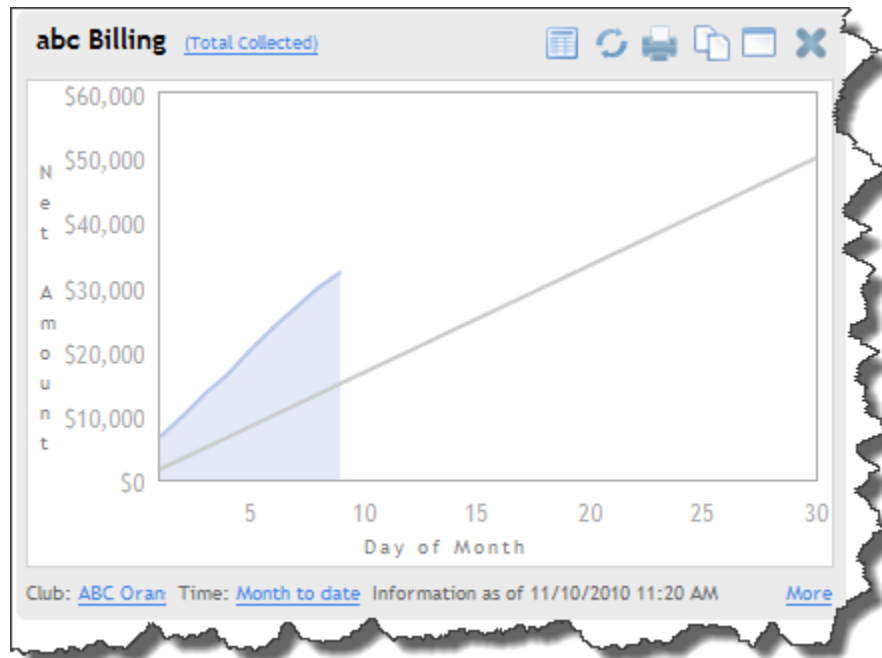 abc Billing (Total Collected)
$60,000
$50,000
$40,000
$30,000
$20,000
$10,000
$0
Net Amount
5 10 15 20 25 30
Day of Month
Club: ABC Oran Time: Month to date Information as of 11/10/2010 11:20 AM More